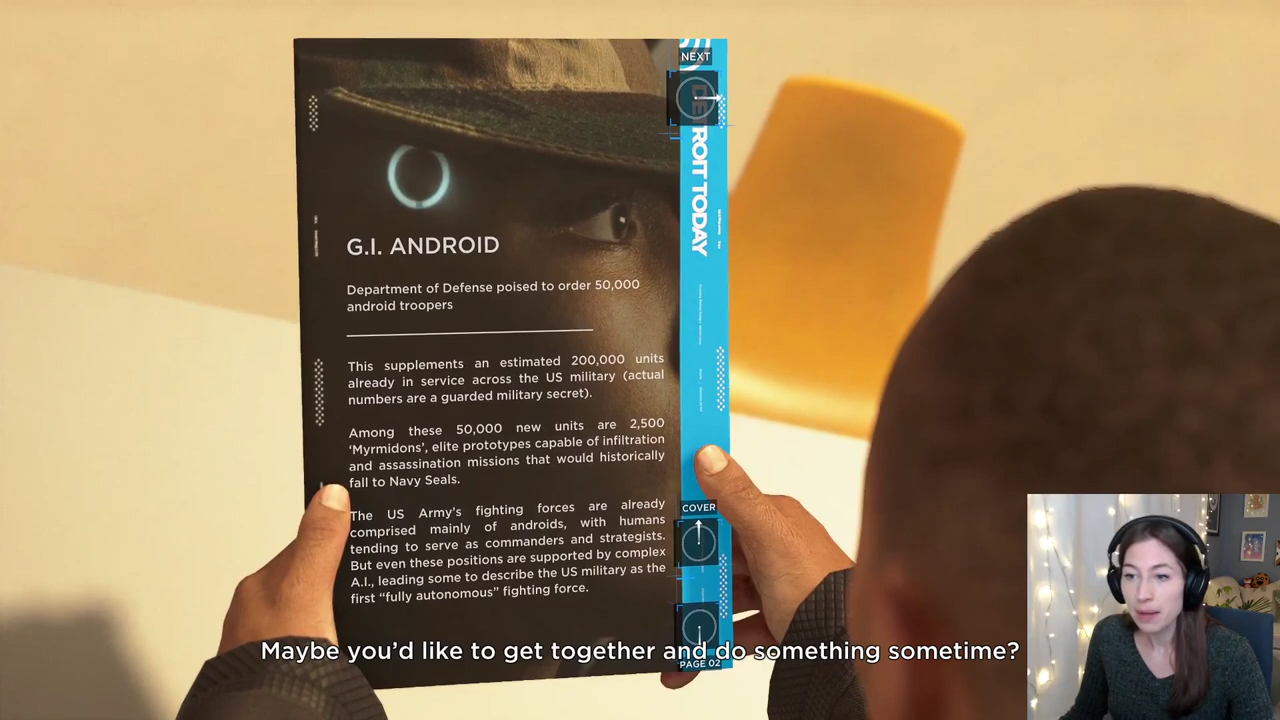 NEXT
DETROIT TODAY
G.I. ANDROID
Department of Defense poised to order 50,000
android troopers
This supplements an estimated 200,000 units
already in service across the US military (actual
numbers are a guarded military secret).
Among these 50,000 new units are 2,500
‘Myrmidons’, elite prototypes capable of infiltration
and assassination missions that would historically
fall to Navy Seals.
The US Army’s fighting forces are already
comprised mainly of androids, with humans
tending to serve as commanders and strategists.
But even these positions are supported by complex
A.I., leading some to describe the US military as the
first “fully autonomous” fighting force.
COVER
PAGE 02
Maybe you’d like to get together and do something sometime?